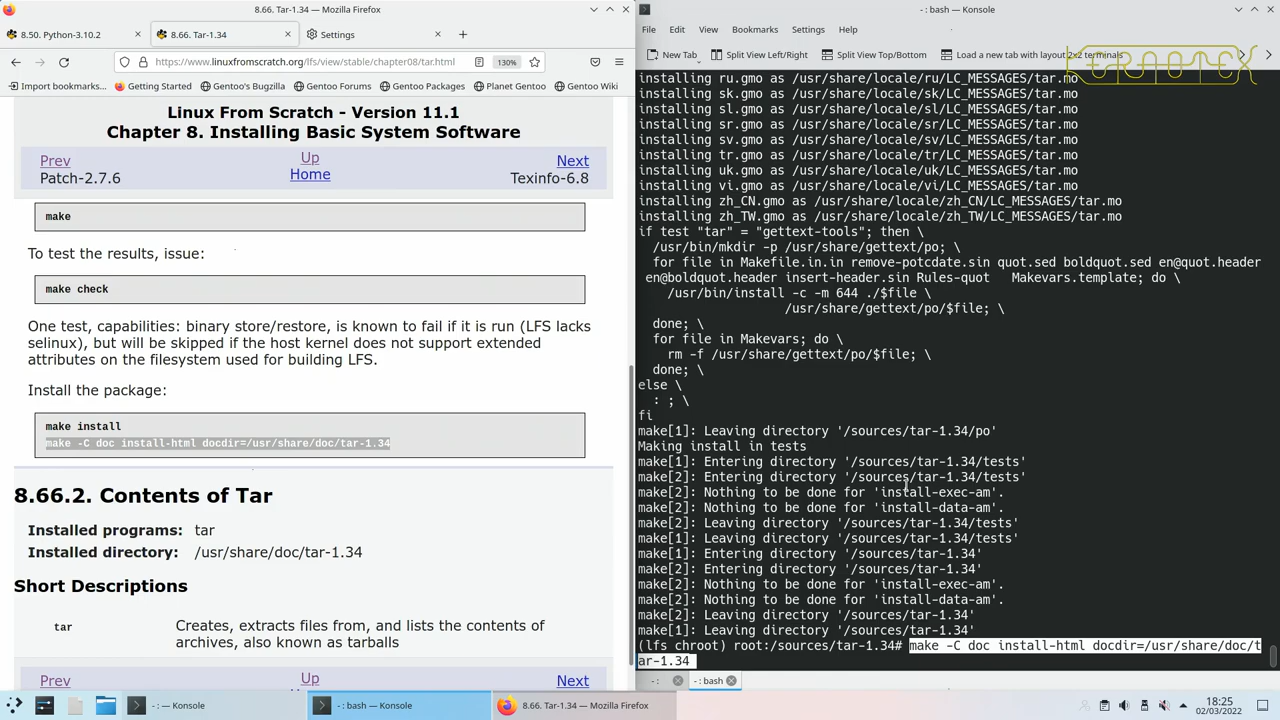 8.66. Tar-1.34 — Mozilla Firefox
8.50. Python-3.10.2
8.66. Tar-1.34
Settings
https://www.linuxfromscratch.org/lfs/view/stable/chapter08/tar.html
130%
Import bookmarks...
Getting Started
Gentoo's Bugzilla
Gentoo Forums
Gentoo Packages
Planet Gentoo
Gentoo Wiki
Linux From Scratch - Version 11.1
Chapter 8. Installing Basic System Software
Prev
Up
Next
Patch-2.7.6
Home
Texinfo-6.8
make
To test the results, issue:
make check
One test, capabilities: binary store/restore, is known to fail if it is run (LFS lacks
selinux), but will be skipped if the host kernel does not support extended
attributes on the filesystem used for building LFS.
Install the package:
make install
make -C doc install-html docdir=/usr/share/doc/tar-1.34
8.66.2. Contents of Tar
Installed programs: tar
Installed directory: /usr/share/doc/tar-1.34
Short Descriptions
tar
Creates, extracts files from, and lists the contents of
archives, also known as tarballs
Prev
Up
Next
- : bash — Konsole
File Edit View Bookmarks Settings Help
New Tab
Split View Left/Right
Split View Top/Bottom
Load a new tab with layout 2x2 terminals
installing ru.gmo as /usr/share/locale/ru/LC_MESSAGES/tar.mo
installing sk.gmo as /usr/share/locale/sk/LC_MESSAGES/tar.mo
installing sl.gmo as /usr/share/locale/sl/LC_MESSAGES/tar.mo
installing sr.gmo as /usr/share/locale/sr/LC_MESSAGES/tar.mo
installing sv.gmo as /usr/share/locale/sv/LC_MESSAGES/tar.mo
installing tr.gmo as /usr/share/locale/tr/LC_MESSAGES/tar.mo
installing uk.gmo as /usr/share/locale/uk/LC_MESSAGES/tar.mo
installing vi.gmo as /usr/share/locale/vi/LC_MESSAGES/tar.mo
installing zh_CN.gmo as /usr/share/locale/zh_CN/LC_MESSAGES/tar.mo
installing zh_TW.gmo as /usr/share/locale/zh_TW/LC_MESSAGES/tar.mo
if test "tar" = "gettext-tools"; then \
/usr/bin/mkdir -p /usr/share/gettext/po; \
for file in Makefile.in.in remove-potcdate.sin quot.sed boldquot.sed en@quot.header
en@boldquot.header insert-header.sin Rules-quot Makevars.template; do \
/usr/bin/install -c -m 644 ./$file \
/usr/share/gettext/po/$file; \
done; \
for file in Makevars; do \
rm -f /usr/share/gettext/po/$file; \
done; \
else \
: ; \
fi
make[1]: Leaving directory '/sources/tar-1.34/po'
Making install in tests
make[1]: Entering directory '/sources/tar-1.34/tests'
make[2]: Entering directory '/sources/tar-1.34/tests'
make[2]: Nothing to be done for 'install-exec-am'.
make[2]: Nothing to be done for 'install-data-am'.
make[2]: Leaving directory '/sources/tar-1.34/tests'
make[1]: Leaving directory '/sources/tar-1.34/tests'
make[1]: Entering directory '/sources/tar-1.34'
make[2]: Entering directory '/sources/tar-1.34'
make[2]: Nothing to be done for 'install-exec-am'.
make[2]: Nothing to be done for 'install-data-am'.
make[2]: Leaving directory '/sources/tar-1.34'
make[1]: Leaving directory '/sources/tar-1.34'
(lfs chroot) root:/sources/tar-1.34# make -C doc install-html docdir=/usr/share/doc/t
ar-1.34
- :
- : bash
- : — Konsole
- : bash — Konsole
8.66. Tar-1.34 — Mozilla Firefox
18:25
02/03/2022